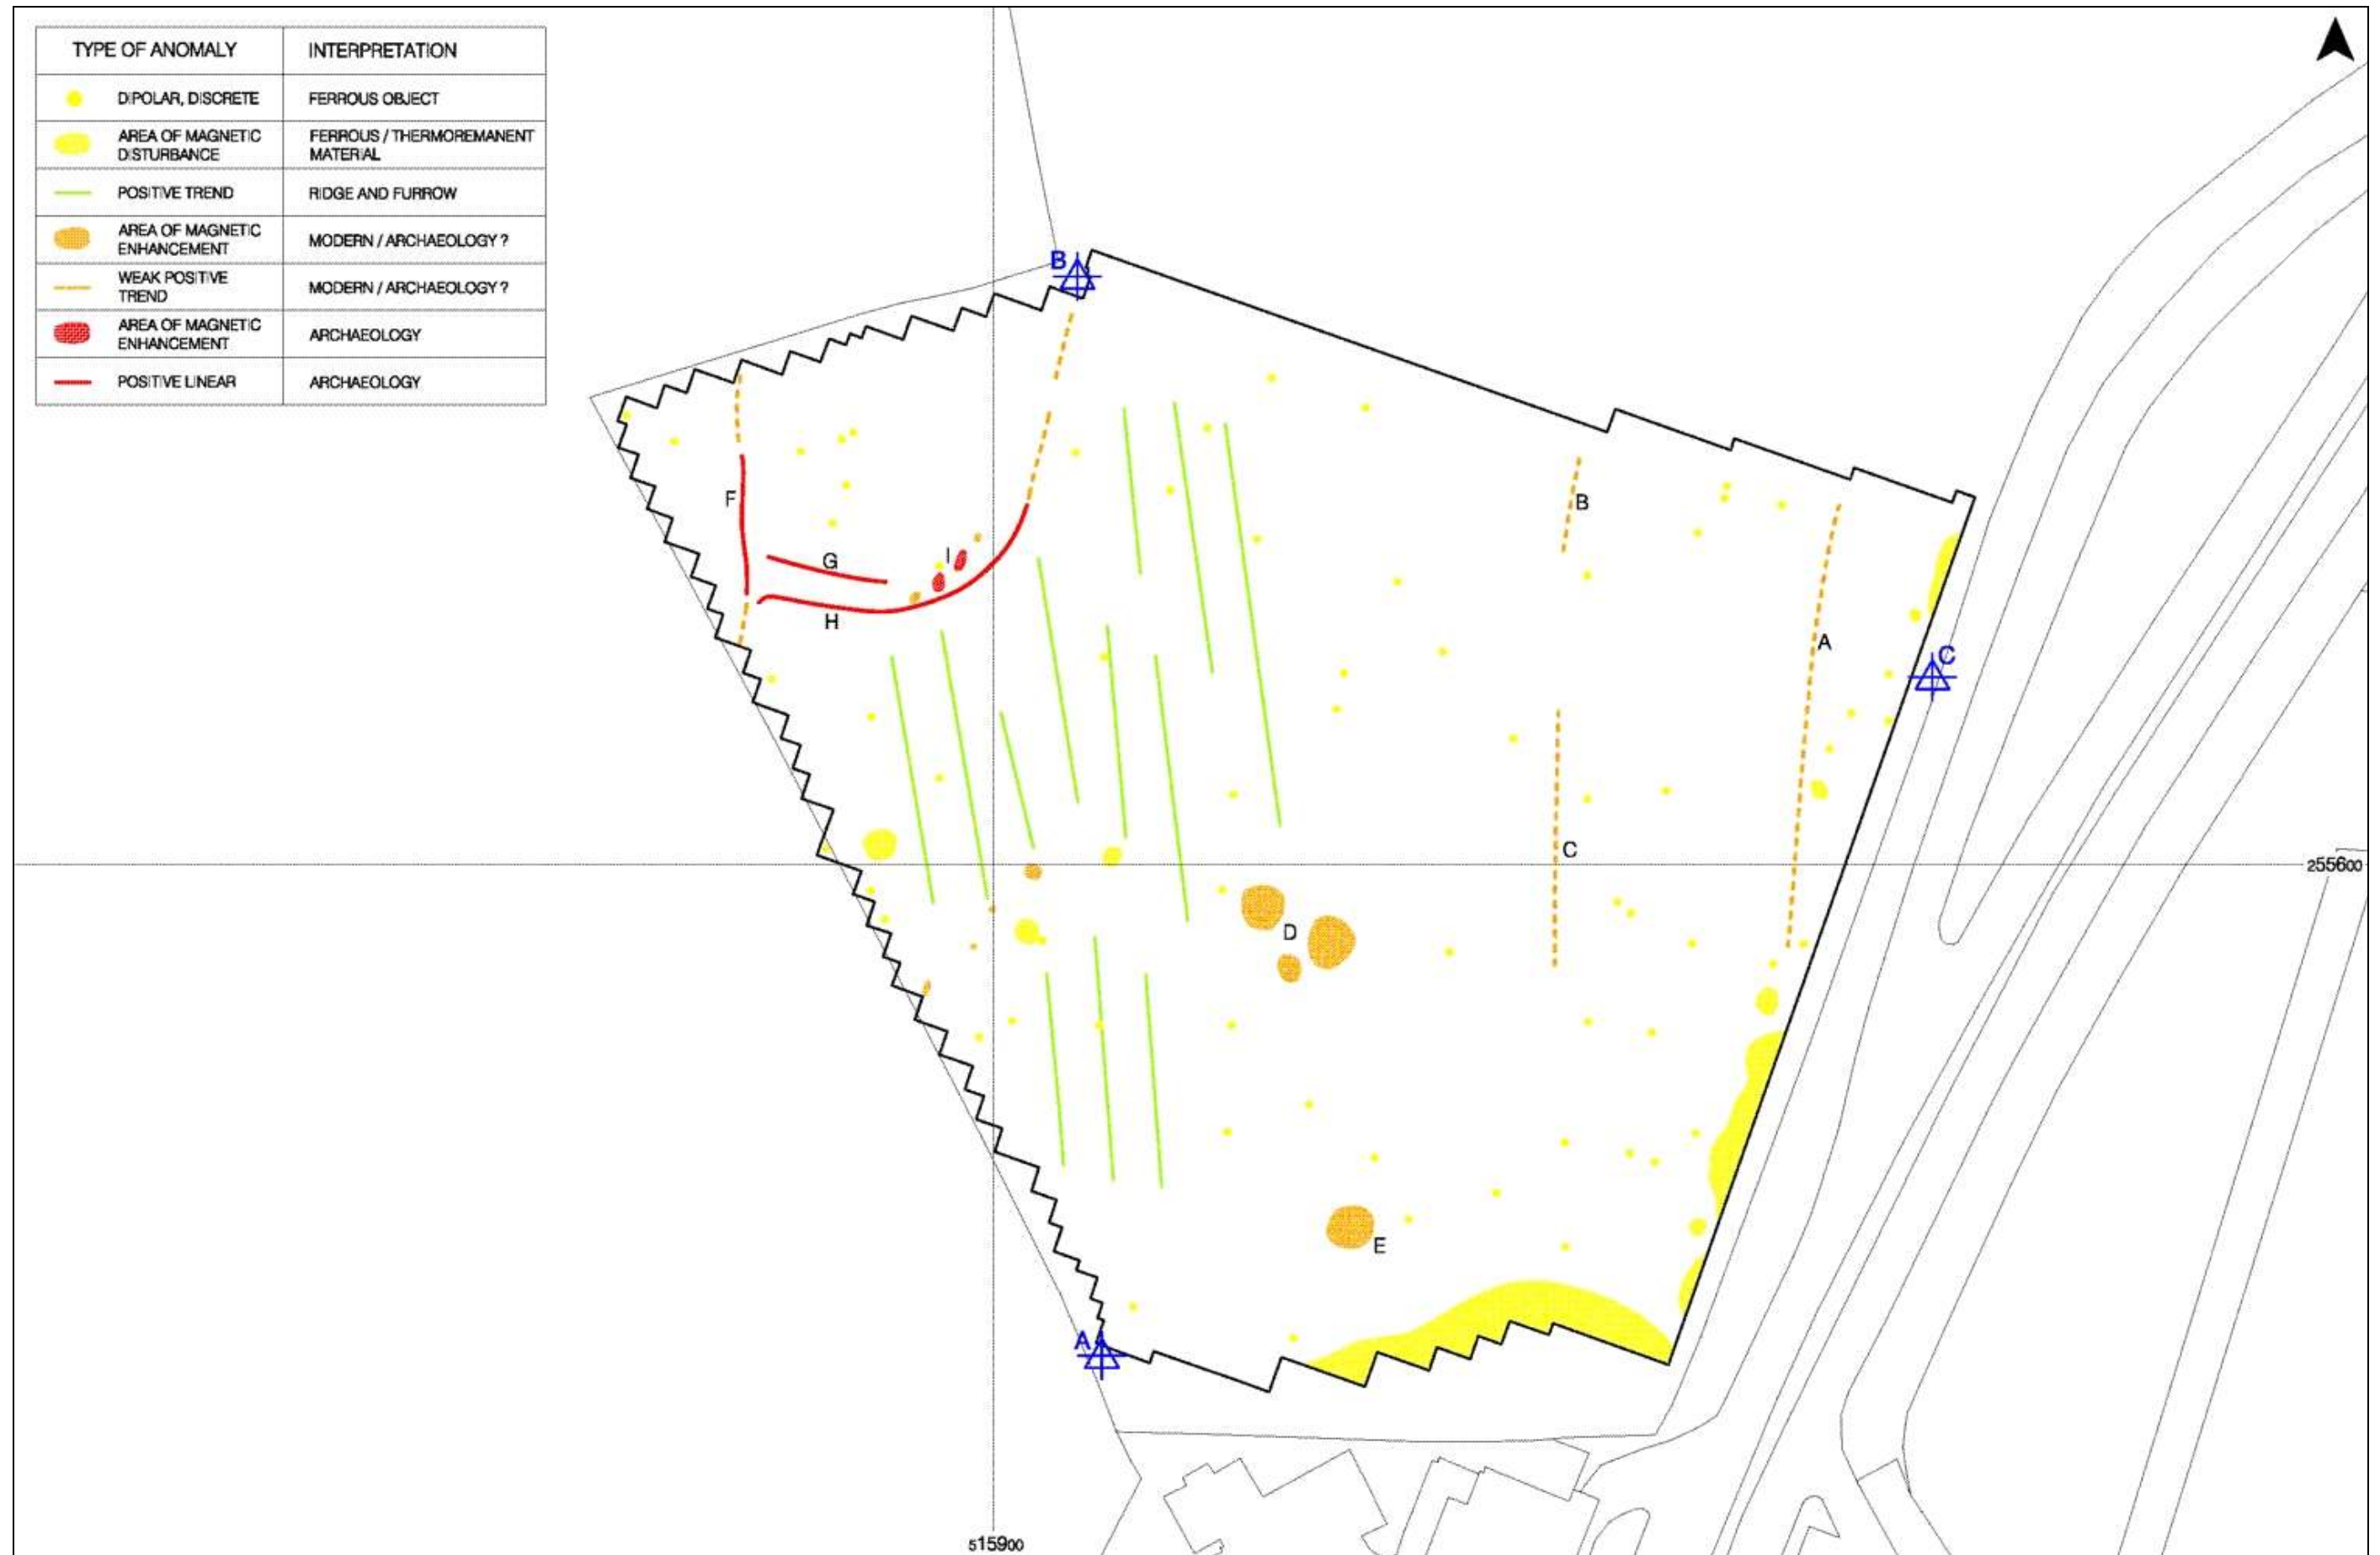 TYPE OF ANOMALY INTERPRETATION
DIPOLAR, DISCRETE FERROUS OBJECT
AREA OF MAGNETIC DISTURBANCE FERROUS / THERMOREMANENT MATERIAL
POSITIVE TREND RIDGE AND FURROW
AREA OF MAGNETIC ENHANCEMENT MODERN / ARCHAEOLOGY ?
WEAK POSITIVE TREND MODERN / ARCHAEOLOGY ?
AREA OF MAGNETIC ENHANCEMENT ARCHAEOLOGY
POSITIVE LINEAR ARCHAEOLOGY
B
F
B
I
G
H
A
C
C
255600
D
E
A
515900